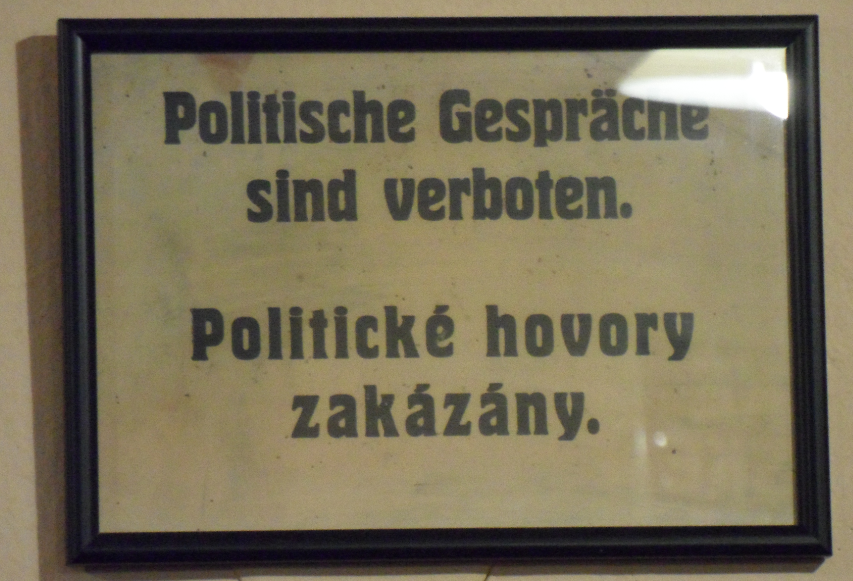 Politische Gespräche
sind verboten.
Politické hovory
zakázány.